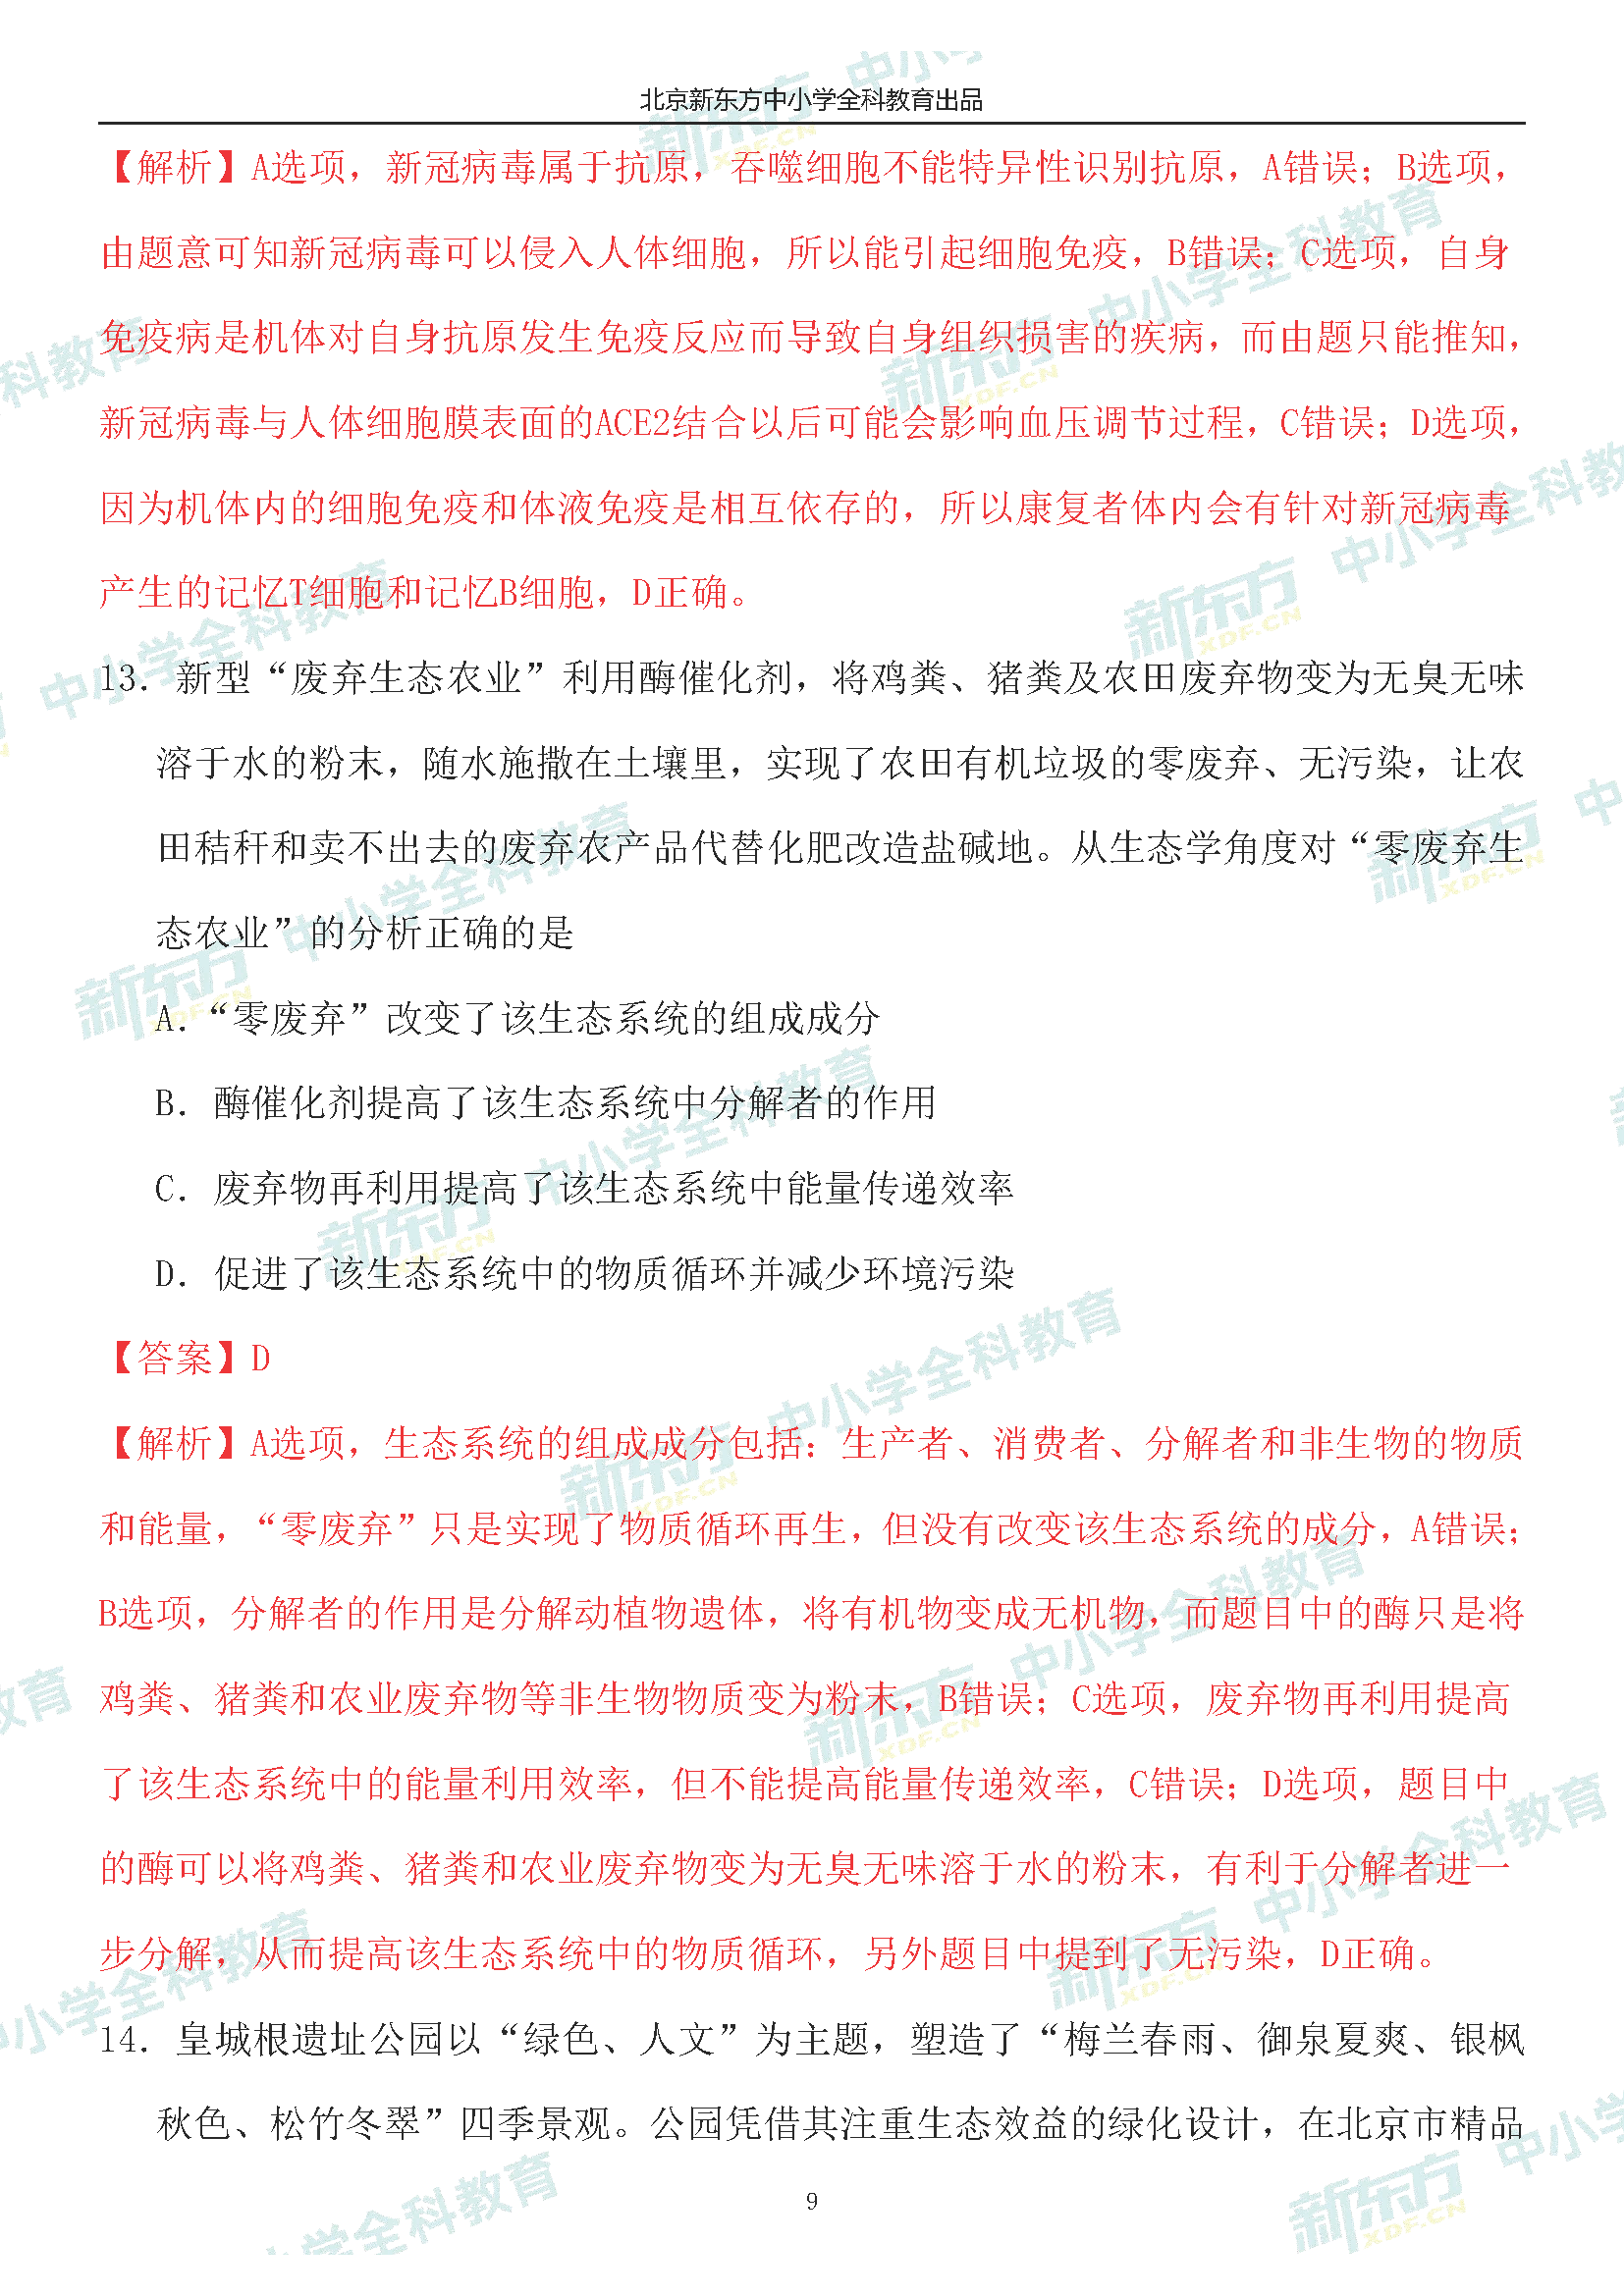 北京新东方中小学全科教育出品
【解析】A选项，新冠病毒属于抗原，吞噬细胞不能特异性识别抗原，A错误；B选项，
由题意可知新冠病毒可以侵入人体细胞，所以能引起细胞免疫，B错误；C选项，自身
免疫病是机体对自身抗原发生免疫反应而导致自身组织损害的疾病，而由题只能推知，
新冠病毒与人体细胞膜表面的ACE2结合以后可能会影响血压调节过程，C错误；D选项，
因为机体内的细胞免疫和体液免疫是相互依存的，所以康复者体内会有针对新冠病毒
产生的记忆T细胞和记忆B细胞，D正确。
13．新型“废弃生态农业”利用酶催化剂，将鸡粪、猪粪及农田废弃物变为无臭无味
溶于水的粉末，随水施撒在土壤里，实现了农田有机垃圾的零废弃、无污染，让农
田秸秆和卖不出去的废弃农产品代替化肥改造盐碱地。从生态学角度对“零废弃生
态农业”的分析正确的是
A．“零废弃”改变了该生态系统的组成成分
B．酶催化剂提高了该生态系统中分解者的作用
C．废弃物再利用提高了该生态系统中能量传递效率
D．促进了该生态系统中的物质循环并减少环境污染
【答案】D
【解析】A选项，生态系统的组成成分包括：生产者、消费者、分解者和非生物的物质
和能量，“零废弃”只是实现了物质循环再生，但没有改变该生态系统的成分，A错误；
B选项，分解者的作用是分解动植物遗体，将有机物变成无机物，而题目中的酶只是将
鸡粪、猪粪和农业废弃物等非生物物质变为粉末，B错误；C选项，废弃物再利用提高
了该生态系统中的能量利用效率，但不能提高能量传递效率，C错误；D选项，题目中
的酶可以将鸡粪、猪粪和农业废弃物变为无臭无味溶于水的粉末，有利于分解者进一
步分解，从而提高该生态系统中的物质循环，另外题目中提到了无污染，D正确。
14．皇城根遗址公园以“绿色、人文”为主题，塑造了“梅兰春雨、御泉夏爽、银枫
秋色、松竹冬翠”四季景观。公园凭借其注重生态效益的绿化设计，在北京市精品
9